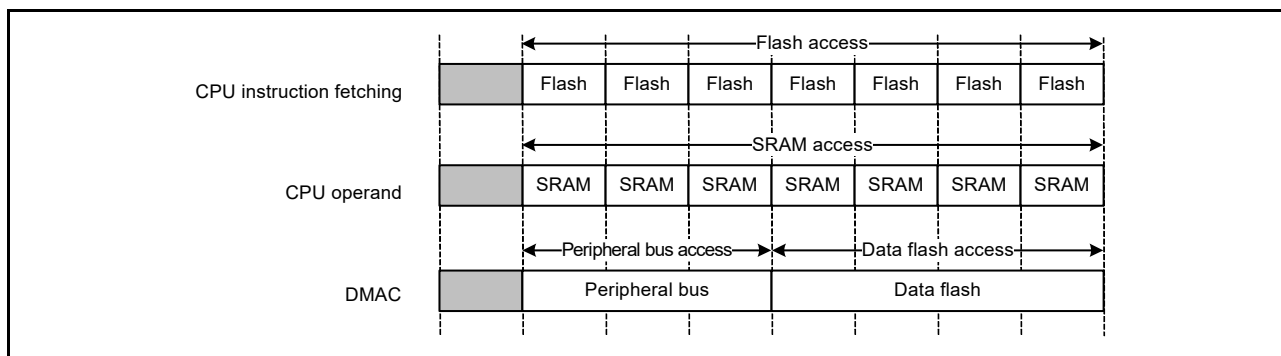 Flash access
CPU instruction fetching Flash Flash Flash Flash Flash Flash Flash
SRAM access
CPU operand SRAM SRAM SRAM SRAM SRAM SRAM SRAM
Peripheral bus access Data flash access
DMAC Peripheral bus Data flash